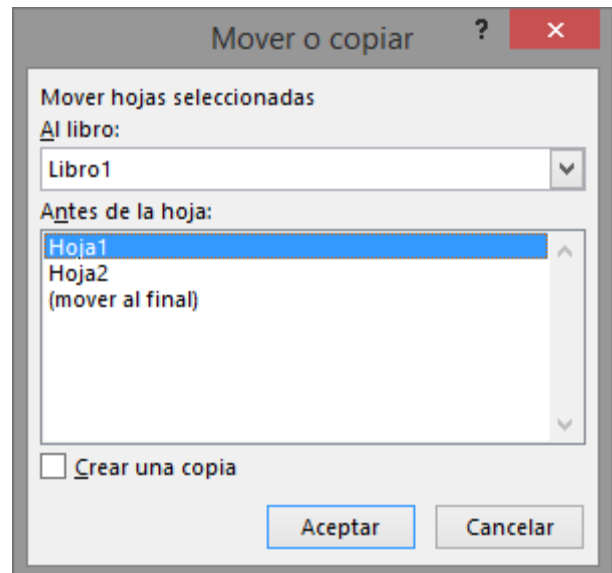 Mover o copiar ? ×
Mover hojas seleccionadas
Al libro:
Libro1
Antes de la hoja:
Hoja1
Hoja2
(mover al final)
Crear una copia
Aceptar Cancelar